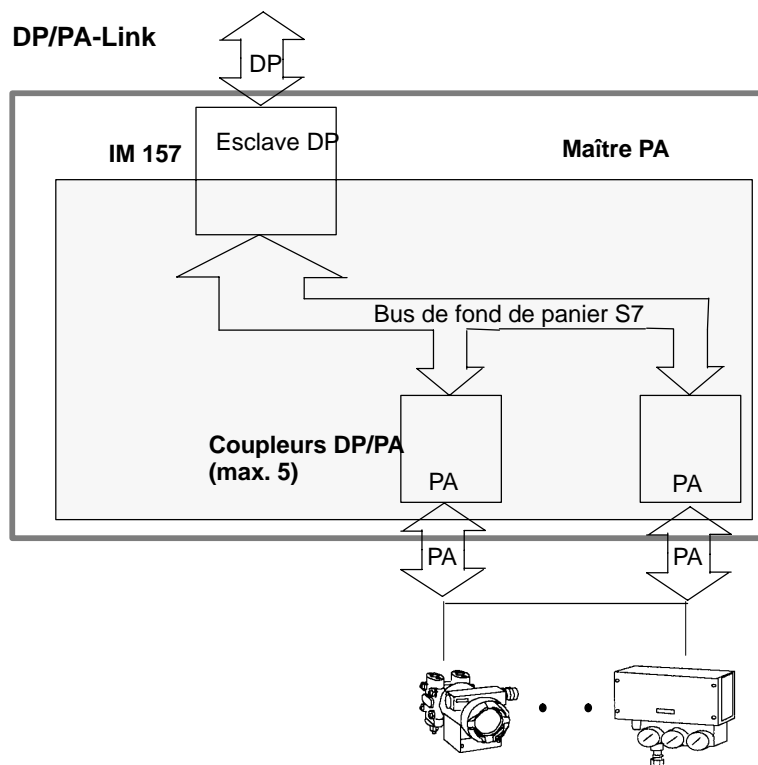 DP/PA-Link
DP
IM 157
Esclave DP
Maître PA
Bus de fond de panier S7
Coupleurs DP/PA
(max. 5)
PA
PA
PA
PA